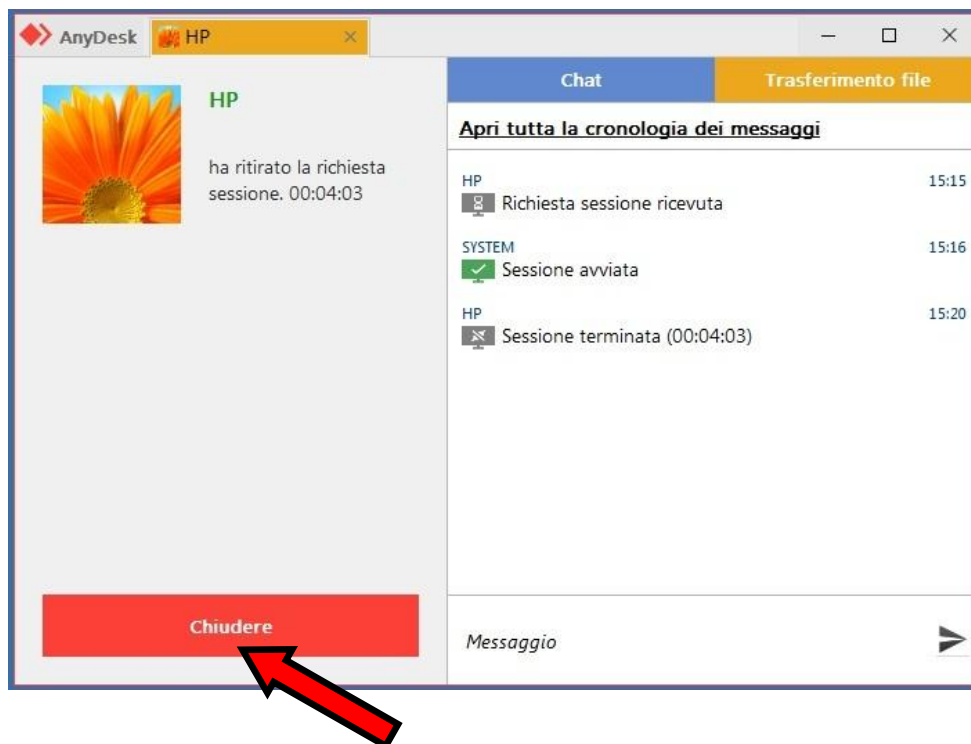 AnyDesk
HP
HP
ha ritirato la richiesta
sessione. 00:04:03
Chiudere
Chat
Trasferimento file
Apri tutta la cronologia dei messaggi
HP 15:15
Richiesta sessione ricevuta
SYSTEM 15:16
Sessione avviata
HP 15:20
Sessione terminata (00:04:03)
Messaggio